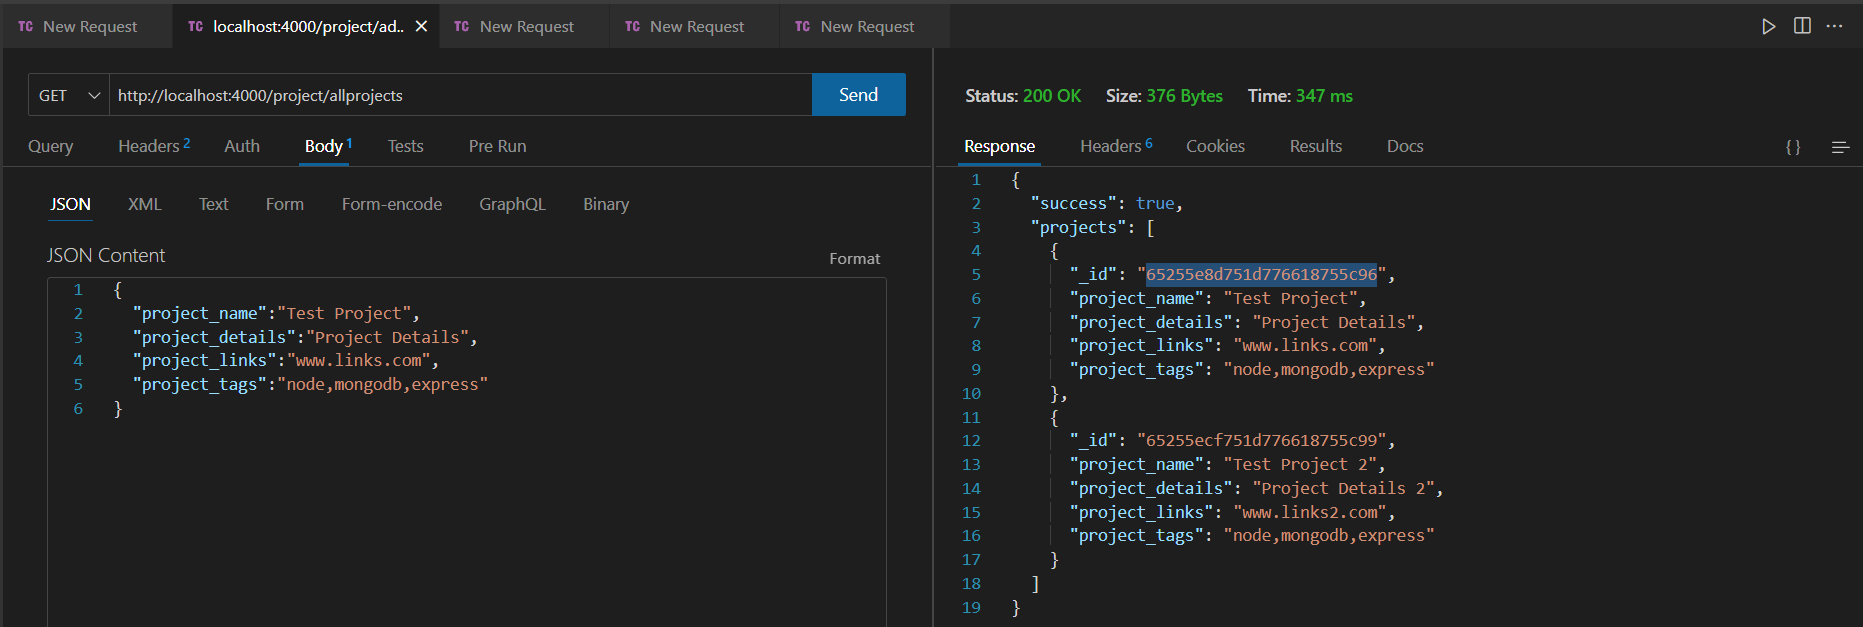 TC New Request
TC localhost:4000/project/ad.. ×
TC New Request
TC New Request
TC New Request
GET
http://localhost:4000/project/allprojects
Send
Query Headers 2 Auth Body 1 Tests Pre Run
JSON XML Text Form Form-encode GraphQL Binary
JSON Content
Format
1 {
2 "project_name":"Test Project",
3 "project_details":"Project Details",
4 "project_links":"www.links.com",
5 "project_tags":"node,mongodb,express"
6 }
Status: 200 OK Size: 376 Bytes Time: 347 ms
Response Headers 6 Cookies Results Docs {}
1 {
2 "success": true,
3 "projects": [
4 {
5 "_id": "65255e8d751d776618755c96",
6 "project_name": "Test Project",
7 "project_details": "Project Details",
8 "project_links": "www.links.com",
9 "project_tags": "node,mongodb,express"
10 },
11 {
12 "_id": "65255ecf751d776618755c99",
13 "project_name": "Test Project 2",
14 "project_details": "Project Details 2",
15 "project_links": "www.links2.com",
16 "project_tags": "node,mongodb,express"
17 }
18 ]
19 }